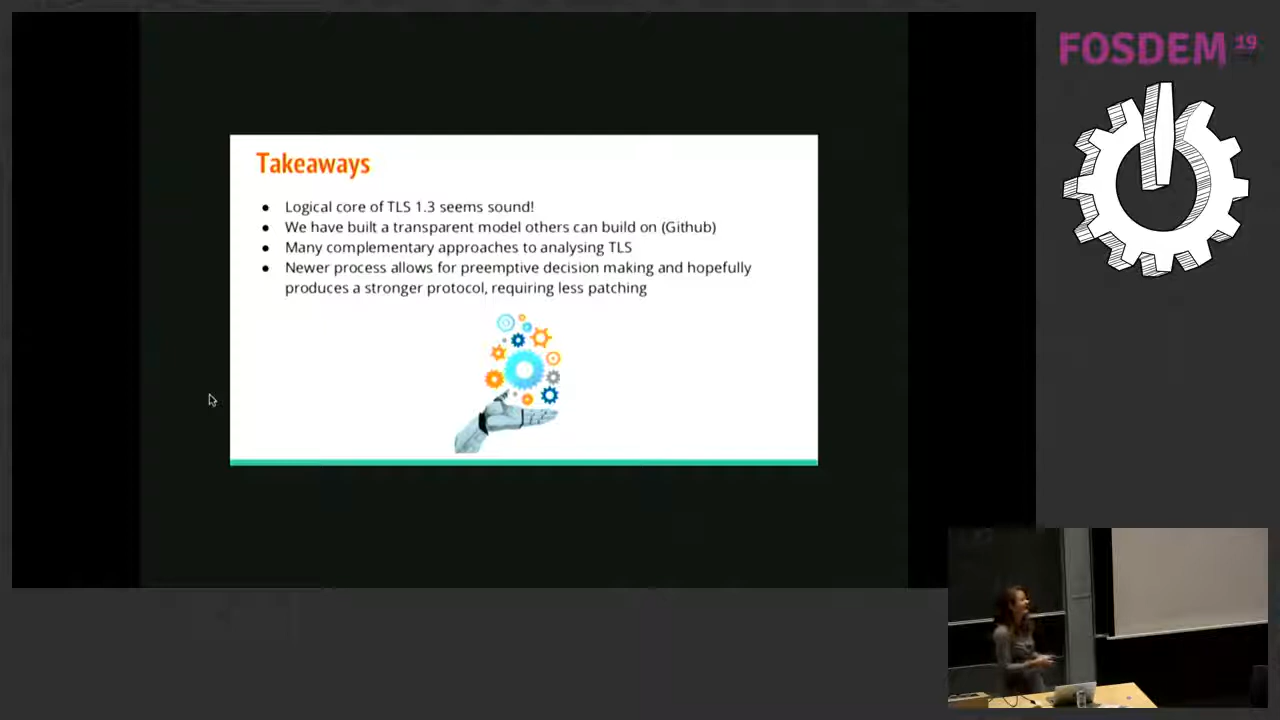 FOSDEM 19
Takeaways
● Logical core of TLS 1.3 seems sound!
● We have built a transparent model others can build on (Github)
● Many complementary approaches to analysing TLS
● Newer process allows for preemptive decision making and hopefully
produces a stronger protocol, requiring less patching